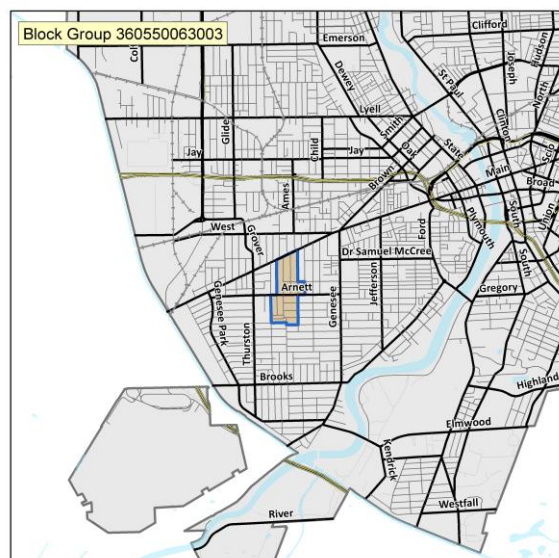 Block Group 360550063003
Clifford
Emerson
Joseph
Hudson
Dewey
St Paul
North
Lyell
Clinton
Glide
Child
Smith
Oak
State
Scio
Jay
Jay
Main
Ames
Brown
Broad
Union
West
Grover
Ford
Plymouth
South
South
Dr Samuel McCree
Arnett
Genesee Park
Genesee
Jefferson
Gregory
Thurston
Brooks
Highland
Elmwood
Kendrick
Westfall
River